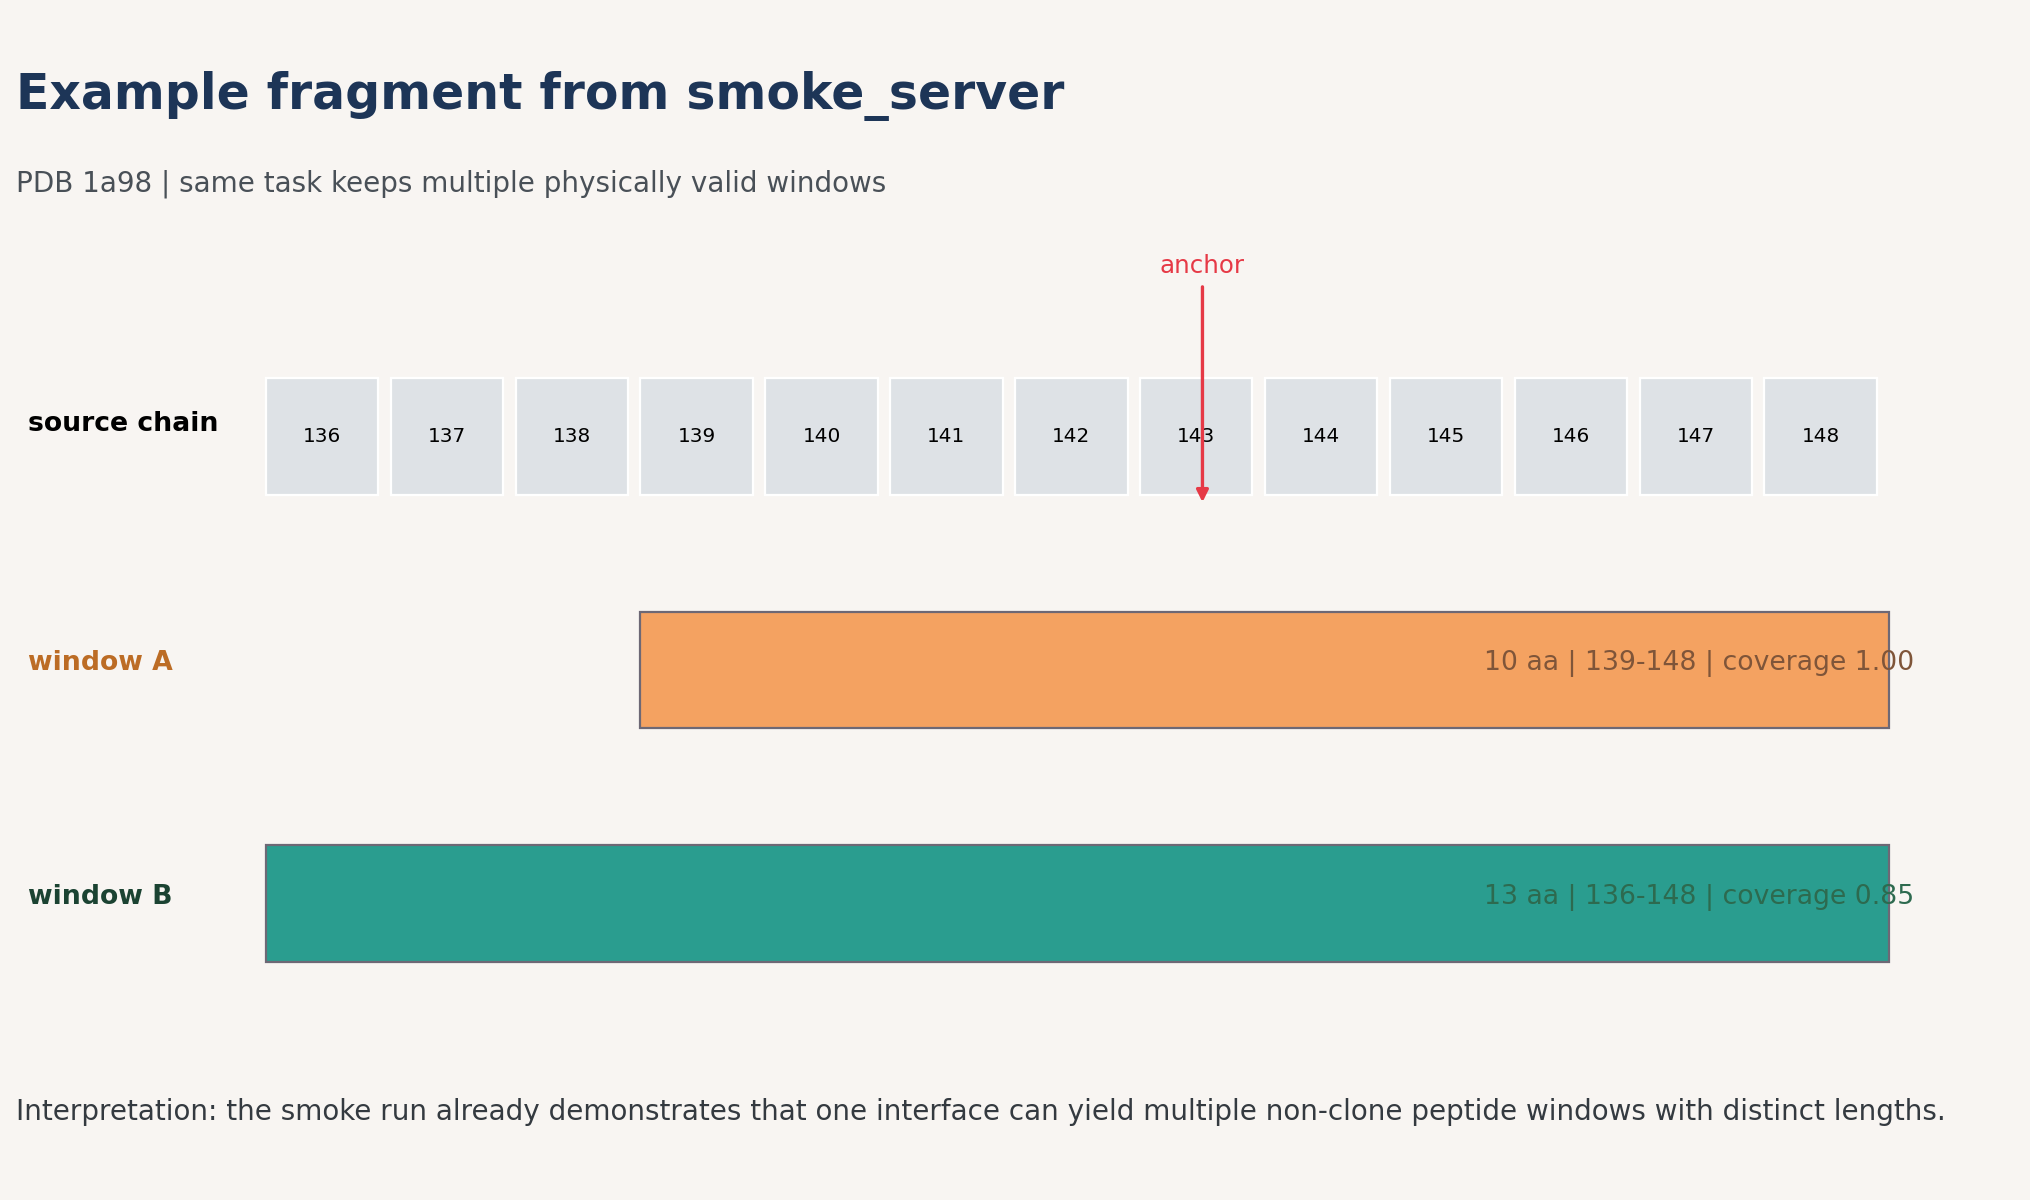 Example fragment from smoke_server
PDB 1a98 | same task keeps multiple physically valid windows
anchor
source chain 136 137 138 139 140 141 142 143 144 145 146 147 148
window A 10 aa | 139-148 | coverage 1.00
window B 13 aa | 136-148 | coverage 0.85
Interpretation: the smoke run already demonstrates that one interface can yield multiple non-clone peptide windows with distinct lengths.